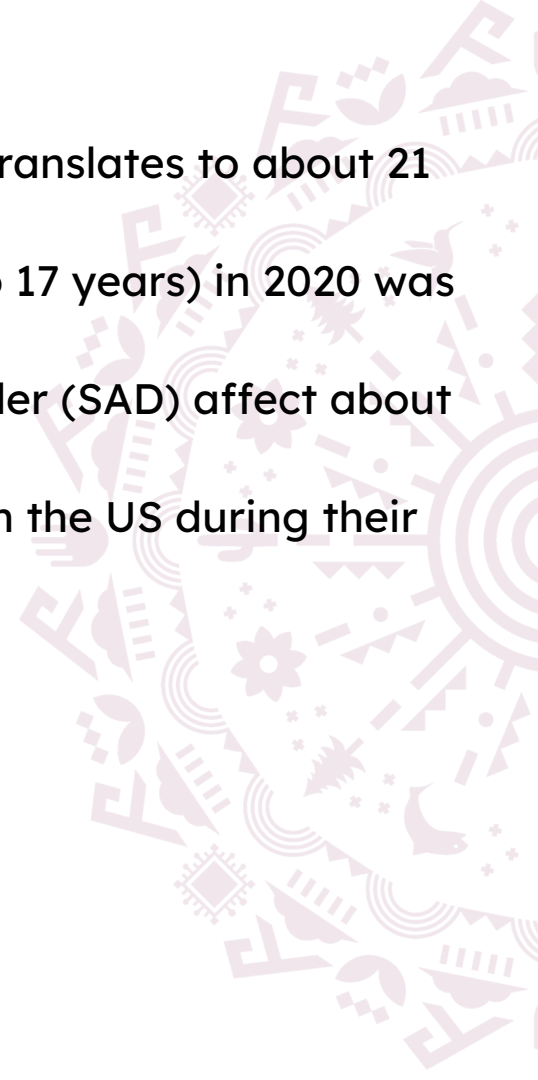 ranslates to about 21
17 years) in 2020 was
der (SAD) affect about
n the US during their